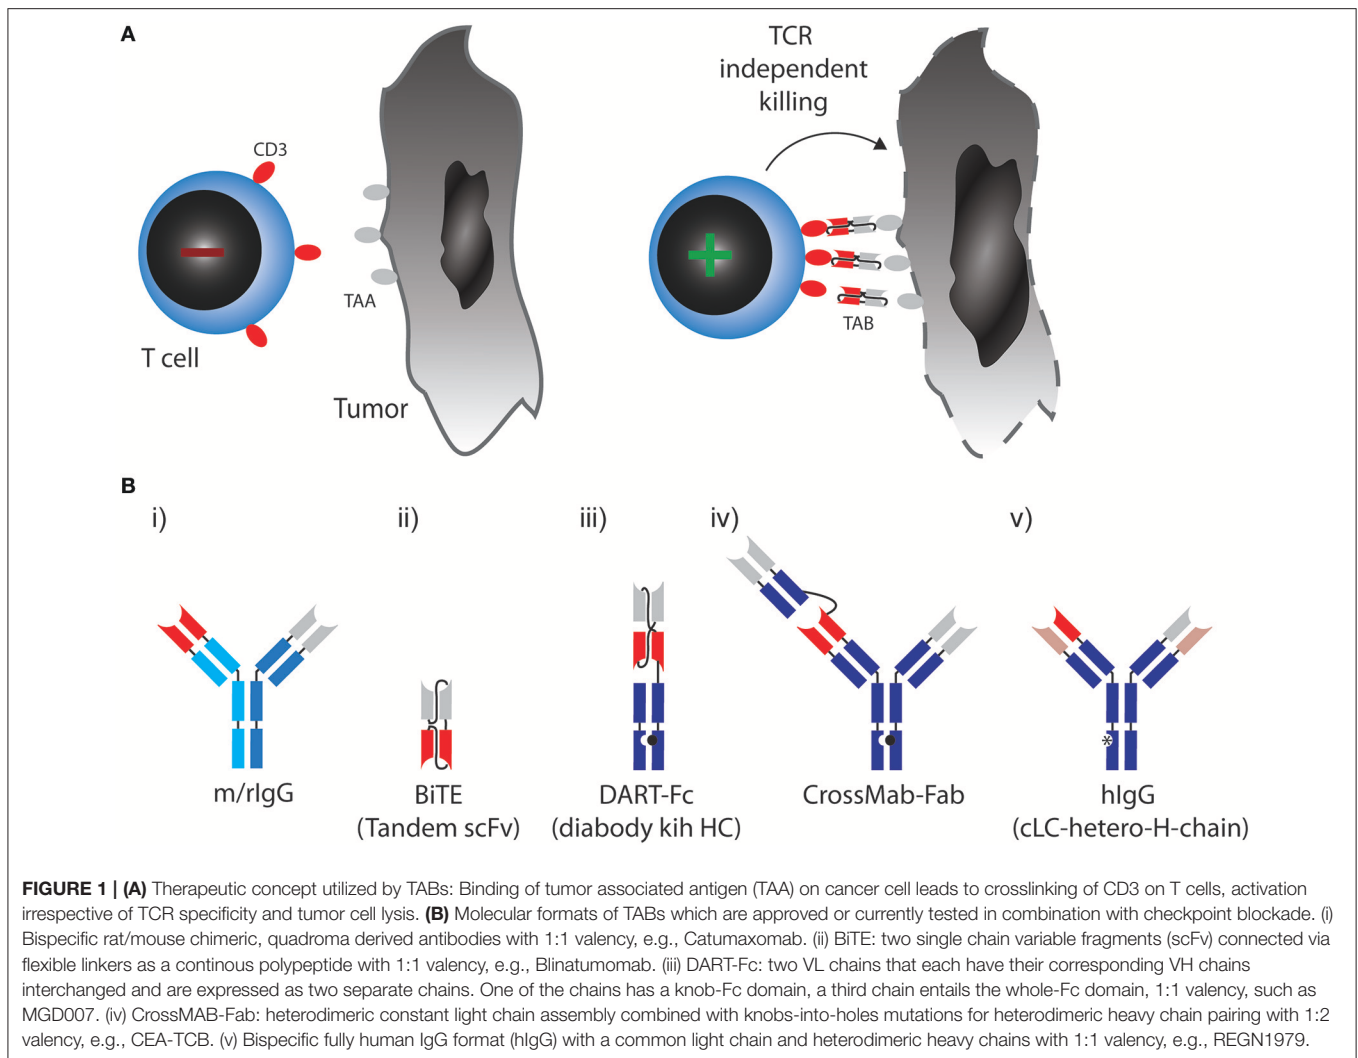 A
TCR
independent
killing
CD3
TAA
TAB
T cell
Tumor
B
i)
ii)
iii)
iv)
v)
*
m/rIgG
BiTE
(Tandem scFv)
DART-Fc
(diabody kih HC)
CrossMab-Fab
hIgG
(cLC-hetero-H-chain)
FIGURE 1 | (A) Therapeutic concept utilized by TABs: Binding of tumor associated antigen (TAA) on cancer cell leads to crosslinking of CD3 on T cells, activation
irrespective of TCR specificity and tumor cell lysis. (B) Molecular formats of TABs which are approved or currently tested in combination with checkpoint blockade. (i)
Bispecific rat/mouse chimeric, quadroma derived antibodies with 1:1 valency, e.g., Catumaxomab. (ii) BiTE: two single chain variable fragments (scFv) connected via
flexible linkers as a continous polypeptide with 1:1 valency, e.g., Blinatumomab. (iii) DART-Fc: two VL chains that each have their corresponding VH chains
interchanged and are expressed as two separate chains. One of the chains has a knob-Fc domain, a third chain entails the whole-Fc domain, 1:1 valency, such as
MGD007. (iv) CrossMAB-Fab: heterodimeric constant light chain assembly combined with knobs-into-holes mutations for heterodimeric heavy chain pairing with 1:2
valency, e.g., CEA-TCB. (v) Bispecific fully human IgG format (hIgG) with a common light chain and heterodimeric heavy chains with 1:1 valency, e.g., REGN1979.